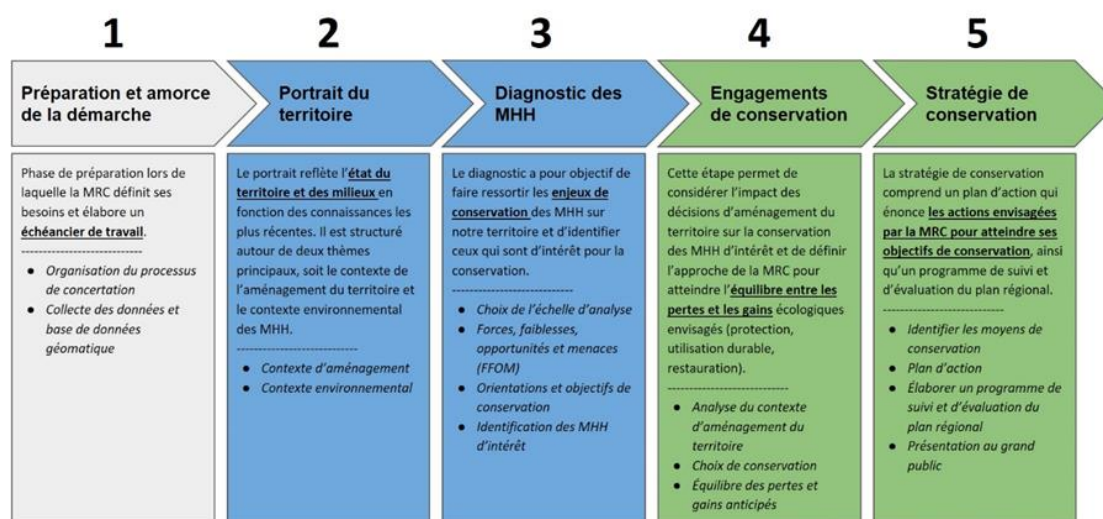 1
Préparation et amorce
de la démarche
Phase de préparation lors de
laquelle la MRC définit ses
besoins et élabore un
échéancier de travail.
----------------------------
● Organisation du processus
de concertation
● Collecte des données et
base de données
géomatique
2
Portrait du
territoire
Le portrait reflète l'état du
territoire et des milieux en
fonction des connaissances les
plus récentes. Il est structuré
autour de deux thèmes
principaux, soit le contexte de
l'aménagement du territoire et
le contexte environnemental
des MHH.
----------------------------
● Contexte d'aménagement
● Contexte environnemental
3
Diagnostic des
MHH
Le diagnostic a pour objectif de
faire ressortir les enjeux de
conservation des MHH sur
notre territoire et d'identifier
ceux qui sont d'intérêt pour la
conservation.
----------------------------
● Choix de l'échelle d'analyse
● Forces, faiblesses,
opportunités et menaces
(FFOM)
● Orientations et objectifs de
conservation
● Identification des MHH
d'intérêt
4
Engagements
de conservation
Cette étape permet de
considérer l'impact des
décisions d'aménagement du
territoire sur la conservation
des MHH d'intérêt et de définir
l'approche de la MRC pour
atteindre l'équilibre entre les
pertes et les gains écologiques
envisagés (protection,
utilisation durable,
restauration).
----------------------------
● Analyse du contexte
d'aménagement du
territoire
● Choix de conservation
● Équilibre des pertes et
gains anticipés
5
Stratégie de
conservation
La stratégie de conservation
comprend un plan d'action qui
énonce les actions envisagées
par la MRC pour atteindre ses
objectifs de conservation, ainsi
qu'un programme de suivi et
d'évaluation du plan régional.
----------------------------
● Identifier les moyens de
conservation
● Plan d'action
● Élaborer un programme de
suivi et d'évaluation du
plan régional
● Présentation au grand
public